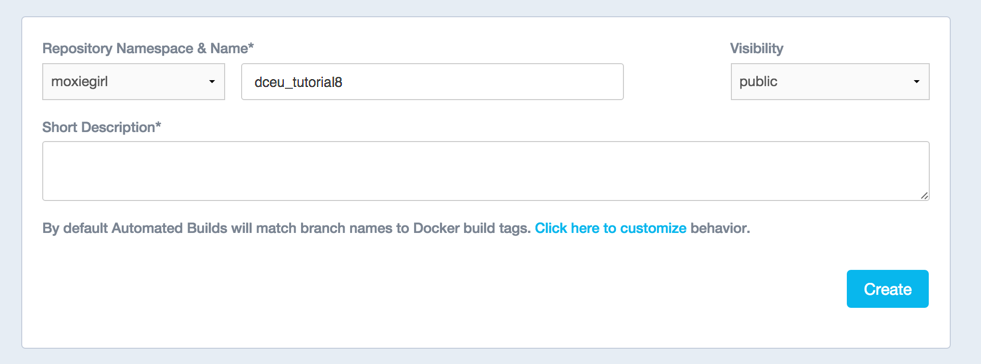 Repository Namespace & Name*
Visibility
moxiegirl
dceu_tutorial8
public
Short Description*
By default Automated Builds will match branch names to Docker build tags. Click here to customize behavior.
Create